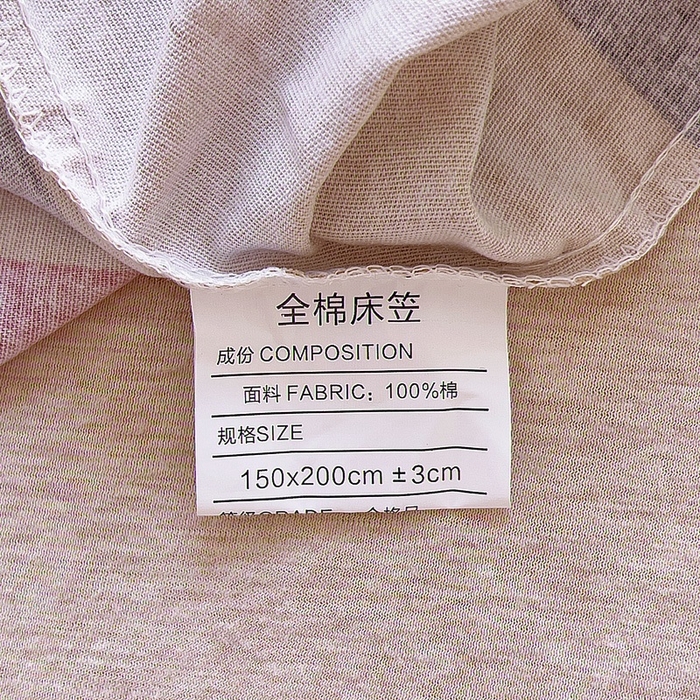 全棉床笠
成份 COMPOSITION
面料 FABRIC：100%棉
规格SIZE
150x200cm ±3cm